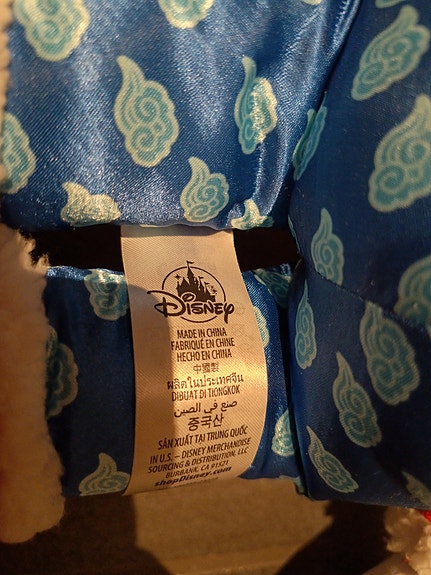 Disney
MADE IN CHINA
FABRIQUÉ EN CHINE
HECHO EN CHINA
中國製
ผลิตในประเทศจีน
DIBUAT DI TIONGKOK
صنع في الصين
중국산
SẢN XUẤT TẠI TRUNG QUỐC
IN U.S. – DISNEY MERCHANDISE
SOURCING & DISTRIBUTION, LLC
BURBANK, CA 91521
shopDisney.com